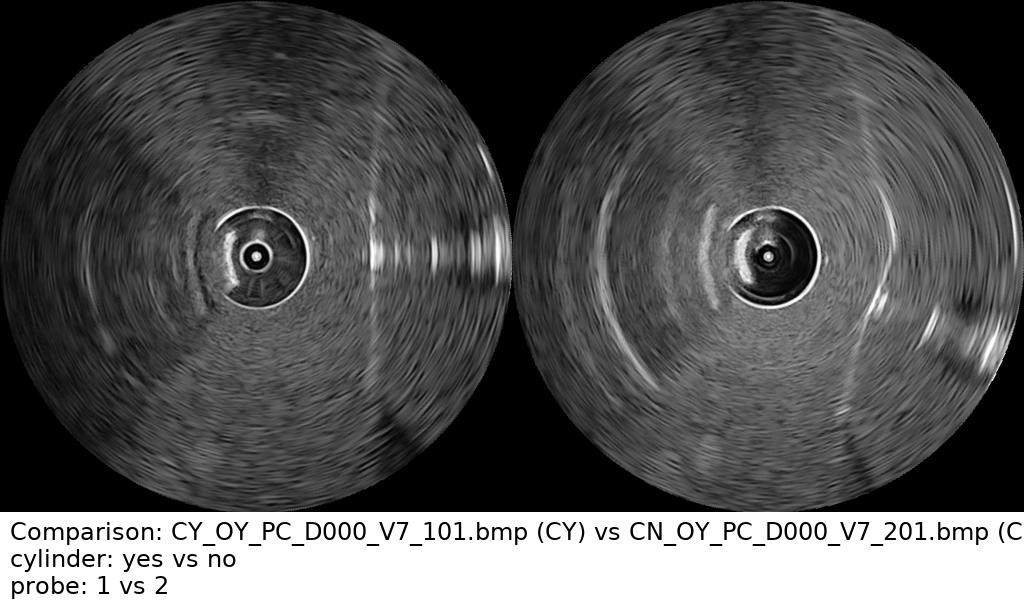 Comparison: CY_OY_PC_D000_V7_101.bmp (CY) vs CN_OY_PC_D000_V7_201.bmp (C
cylinder: yes vs no
probe: 1 vs 2